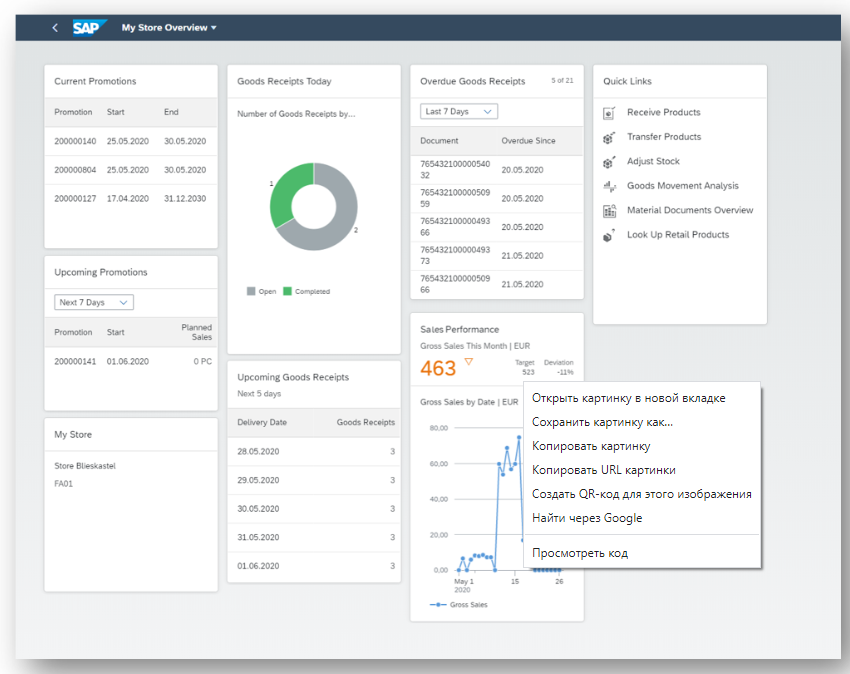 SAP My Store Overview
Current Promotions
Promotion Start End
200000140 25.05.2020 30.05.2020
200000804 25.05.2020 30.05.2020
200000127 17.04.2020 31.12.2030
Upcoming Promotions
Next 7 Days
Promotion Start Planned Sales
200000141 01.06.2020 0 PC
My Store
Store Blieskastel
FA01
Goods Receipts Today
Number of Goods Receipts by...
1
2
Open Completed
Upcoming Goods Receipts
Next 5 days
Delivery Date Goods Receipts
28.05.2020 3
29.05.2020 3
30.05.2020 3
31.05.2020 3
01.06.2020 3
Overdue Goods Receipts 5 of 21
Last 7 Days
Document Overdue Since
765432100000540
32 20.05.2020
765432100000509
59 20.05.2020
765432100000493
66 20.05.2020
765432100000493
73 21.05.2020
765432100000509
66 21.05.2020
Sales Performance
Gross Sales This Month | EUR
463 Target Deviation
523 -11%
Gross Sales by Date | EUR
80,00
60,00
40,00
20,00
0,00
May 1 15 26
2020
Gross Sales
Quick Links
Receive Products
Transfer Products
Adjust Stock
Goods Movement Analysis
Material Documents Overview
Look Up Retail Products
Открыть картинку в новой вкладке
Сохранить картинку как...
Копировать картинку
Копировать URL картинки
Создать QR-код для этого изображения
Найти через Google
Просмотреть код